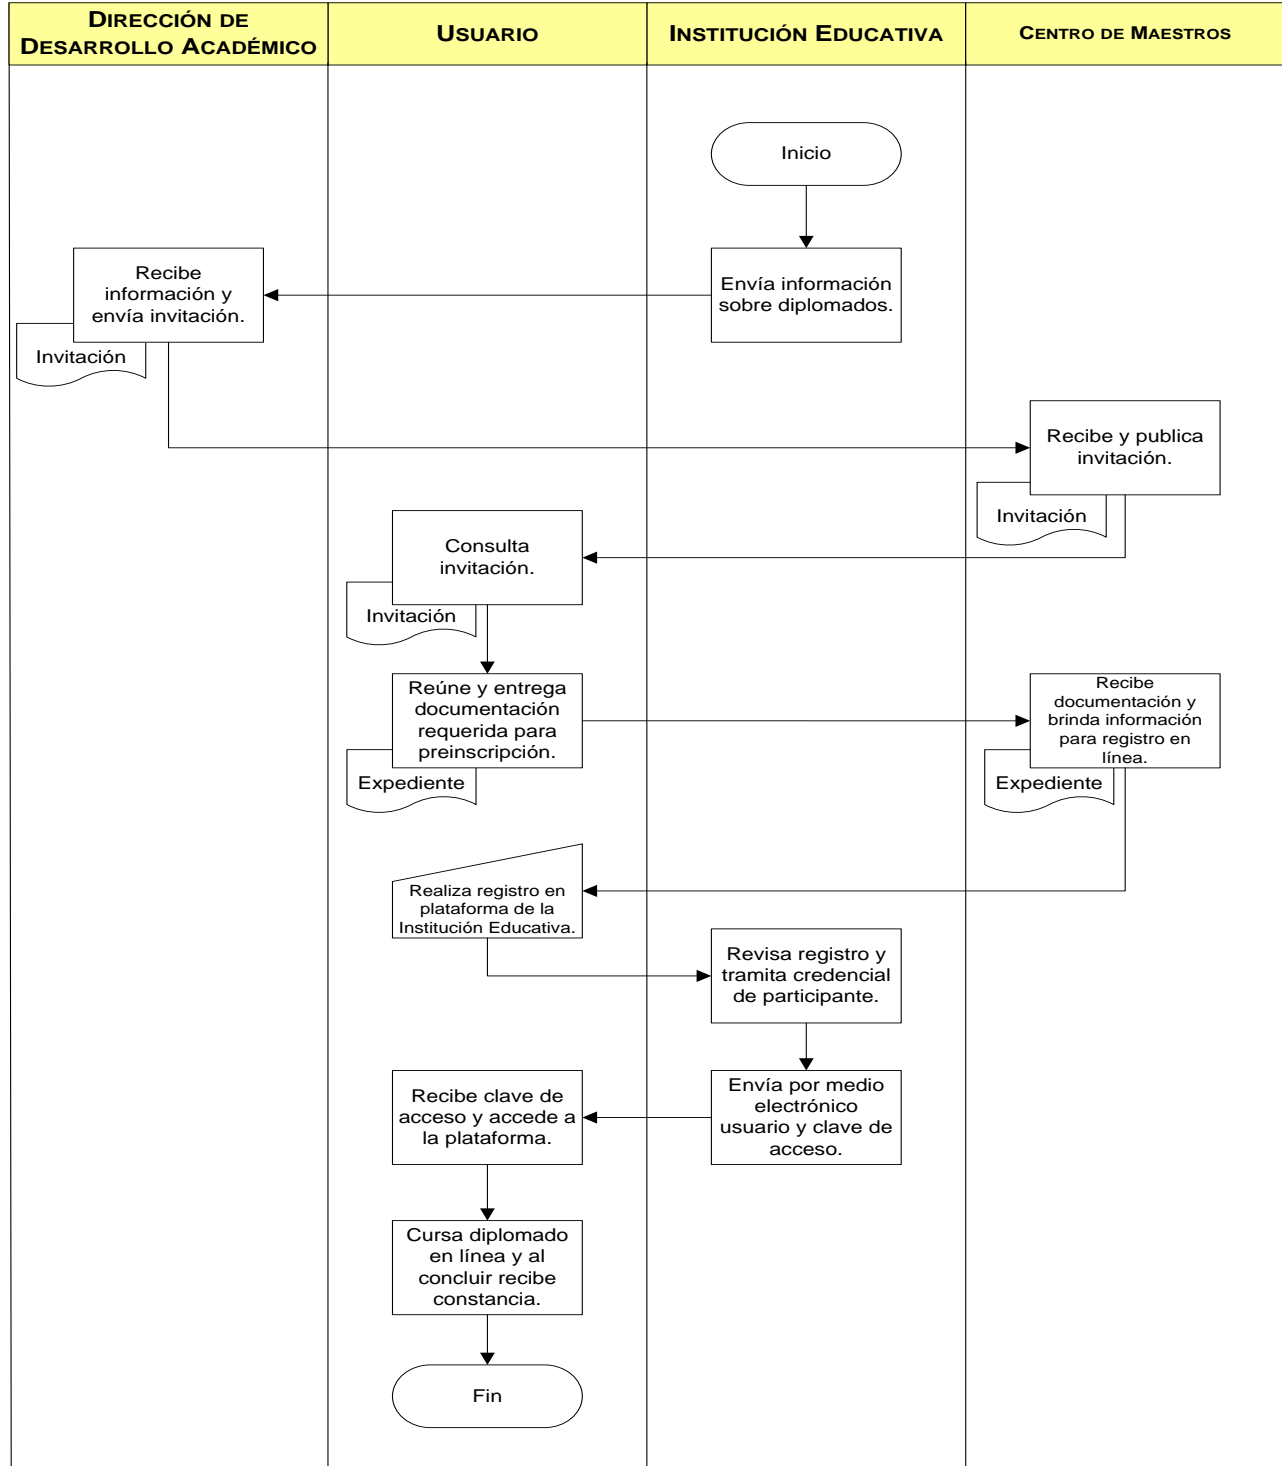 DIRECCIÓN DE
DESARROLLO ACADÉMICO
USUARIO
INSTITUCIÓN EDUCATIVA
CENTRO DE MAESTROS
Inicio
Envía información
sobre diplomados.
Recibe
información y
envía invitación.
Invitación
Recibe y publica
invitación.
Invitación
Consulta
invitación.
Invitación
Reúne y entrega
documentación
requerida para
preinscripción.
Expediente
Recibe
documentación y
brinda información
para registro en
línea.
Expediente
Realiza registro en
plataforma de la
Institución Educativa.
Revisa registro y
tramita credencial
de participante.
Envía por medio
electrónico
usuario y clave de
acceso.
Recibe clave de
acceso y accede a
la plataforma.
Cursa diplomado
en línea y al
concluir recibe
constancia.
Fin